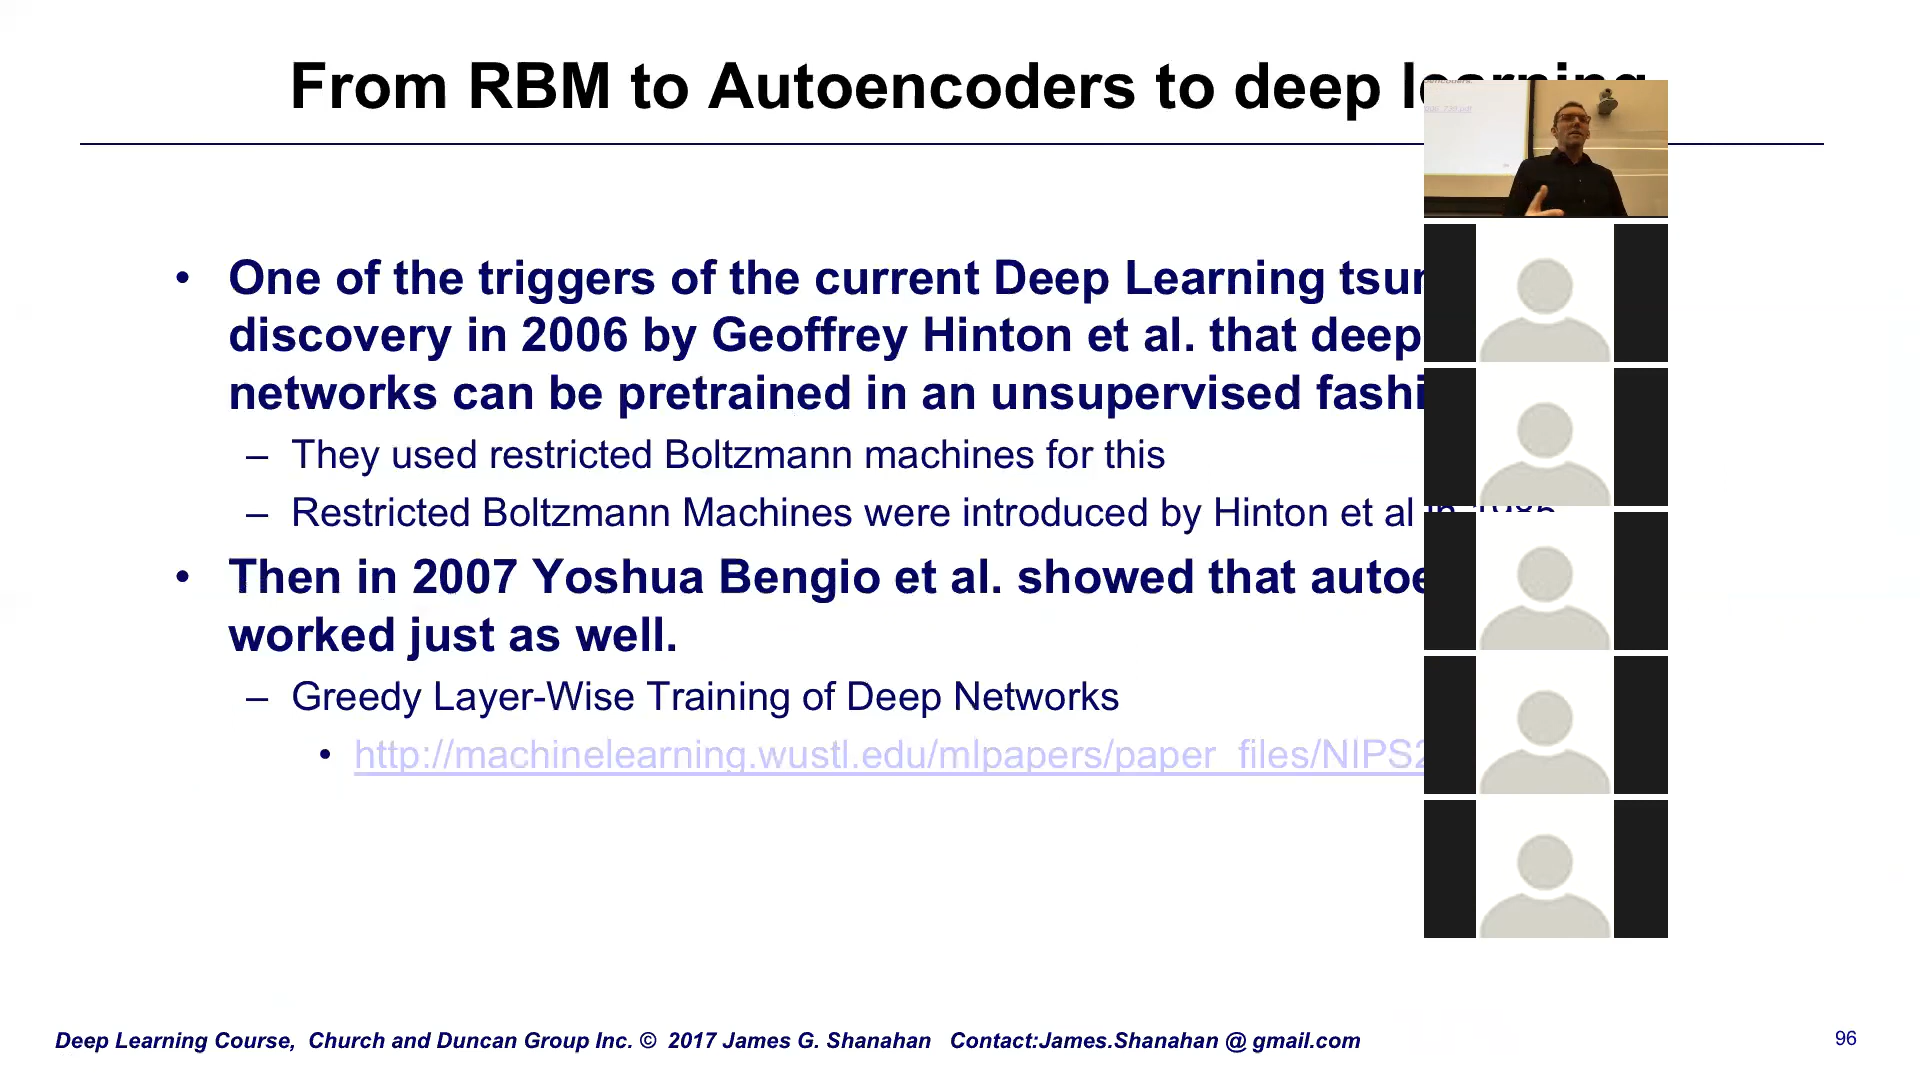 From RBM to Autoencoders to deep learning
• One of the triggers of the current Deep Learning
discovery in 2006 by Geoffrey Hinton et al. that deep
networks can be pretrained in an unsupervised
– They used restricted Boltzmann machines for this
– Restricted Boltzmann Machines were introduced by Hinton et al in 1986
• Then in 2007 Yoshua Bengio et al. showed that
worked just as well.
– Greedy Layer-Wise Training of Deep Networks
• http://machinelearning.wustl.edu/mlpapers/paper_files/NIPS2
Deep Learning Course, Church and Duncan Group Inc. © 2017 James G. Shanahan Contact:James.Shanahan @ gmail.com
96